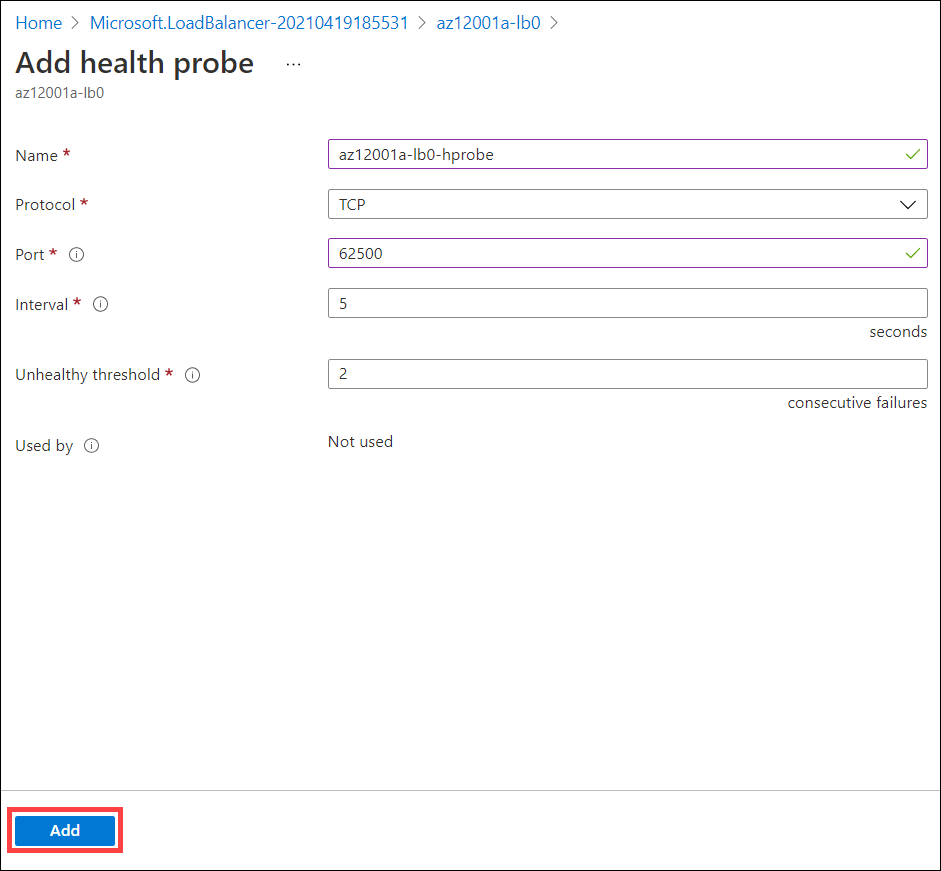 Home > Microsoft.LoadBalancer-20210419185531 > az12001a-lb0 >
Add health probe ...
az12001a-lb0
Name * az12001a-lb0-hprobe
Protocol * TCP
Port * 62500
Interval * 5
seconds
Unhealthy threshold * 2
consecutive failures
Used by Not used
Add